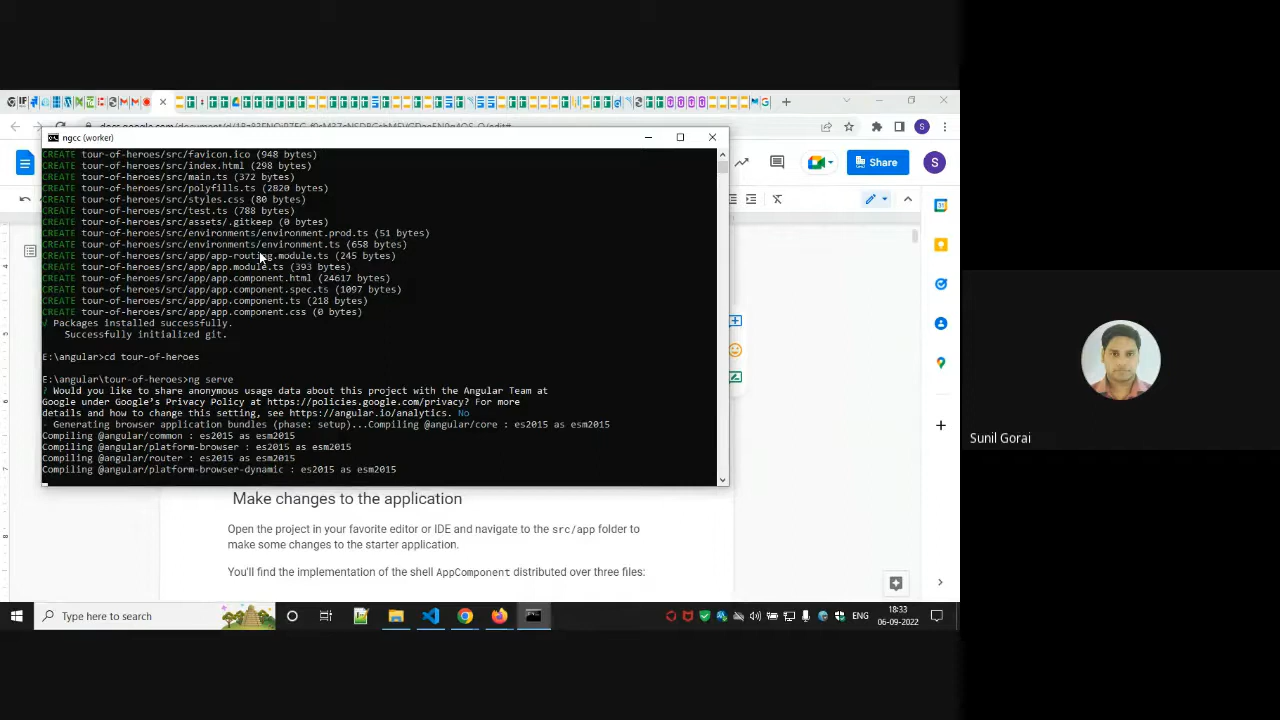 ngcc (worker)
CREATE tour-of-heroes/src/favicon.ico (948 bytes)
CREATE tour-of-heroes/src/index.html (298 bytes)
CREATE tour-of-heroes/src/main.ts (372 bytes)
CREATE tour-of-heroes/src/polyfills.ts (2820 bytes)
CREATE tour-of-heroes/src/styles.css (80 bytes)
CREATE tour-of-heroes/src/test.ts (788 bytes)
CREATE tour-of-heroes/src/assets/.gitkeep (0 bytes)
CREATE tour-of-heroes/src/environments/environment.prod.ts (51 bytes)
CREATE tour-of-heroes/src/environments/environment.ts (658 bytes)
CREATE tour-of-heroes/src/app/app-routing.module.ts (245 bytes)
CREATE tour-of-heroes/src/app/app.module.ts (393 bytes)
CREATE tour-of-heroes/src/app/app.component.html (24617 bytes)
CREATE tour-of-heroes/src/app/app.component.spec.ts (1097 bytes)
CREATE tour-of-heroes/src/app/app.component.ts (218 bytes)
CREATE tour-of-heroes/src/app/app.component.css (0 bytes)
√ Packages installed successfully.
Successfully initialized git.
E:\angular>cd tour-of-heroes
E:\angular\tour-of-heroes>ng serve
? Would you like to share anonymous usage data about this project with the Angular Team at
Google under Google's Privacy Policy at https://policies.google.com/privacy? For more
details and how to change this setting, see https://angular.io/analytics. No
- Generating browser application bundles (phase: setup)...Compiling @angular/core : es2015 as esm2015
Compiling @angular/common : es2015 as esm2015
Compiling @angular/platform-browser : es2015 as esm2015
Compiling @angular/router : es2015 as esm2015
Compiling @angular/platform-browser-dynamic : es2015 as esm2015
Share
S
S
Make changes to the application
Open the project in your favorite editor or IDE and navigate to the src/app folder to
make some changes to the starter application.
You'll find the implementation of the shell AppComponent distributed over three files:
Type here to search
ENG
18:33
06-09-2022
Sunil Gorai